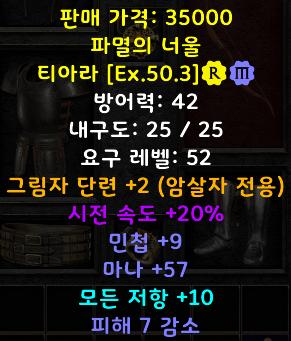 판매 가격: 35000
파멸의 너울
티아라 [Ex.50.3] R m
방어력: 42
내구도: 25 / 25
요구 레벨: 52
그림자 단련 +2 (암살자 전용)
시전 속도 +20%
민첩 +9
마나 +57
모든 저항 +10
피해 7 감소